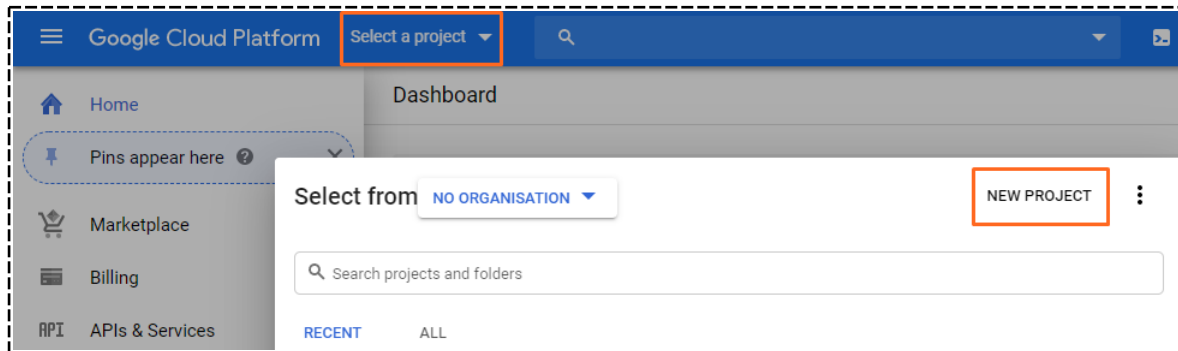 Google Cloud Platform Select a project
Home
Dashboard
Pins appear here
Select from NO ORGANISATION NEW PROJECT
Marketplace
Search projects and folders
Billing
API APIs & Services
RECENT ALL